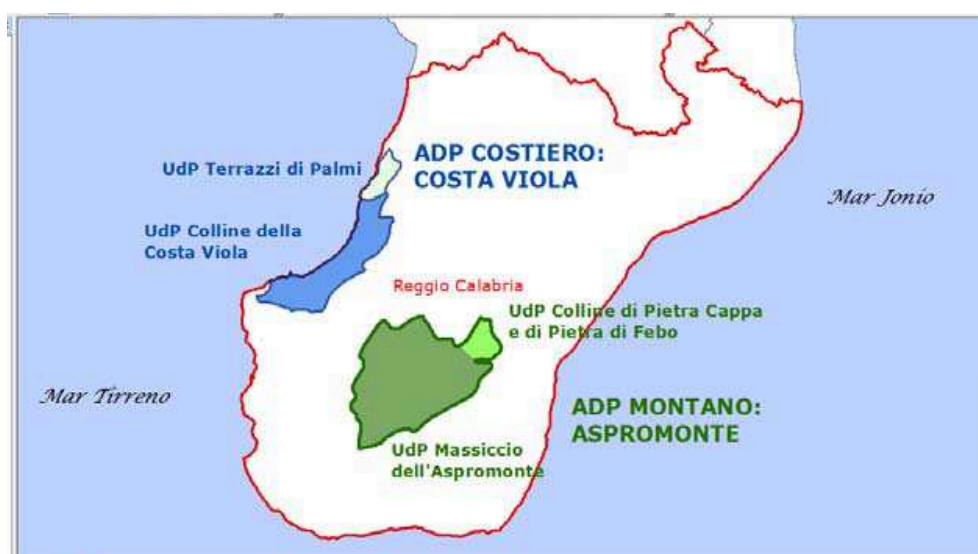 ADP COSTIERO:
COSTA VIOLA
UdP Terrazzi di Palmi
Mar Jonio
UdP Colline della
Costa Viola
Reggio Calabria
UdP Colline di Pietra Cappa
e di Pietra di Febo
Mar Tirreno
ADP MONTANO:
ASPROMONTE
UdP Massiccio
dell'Aspromonte